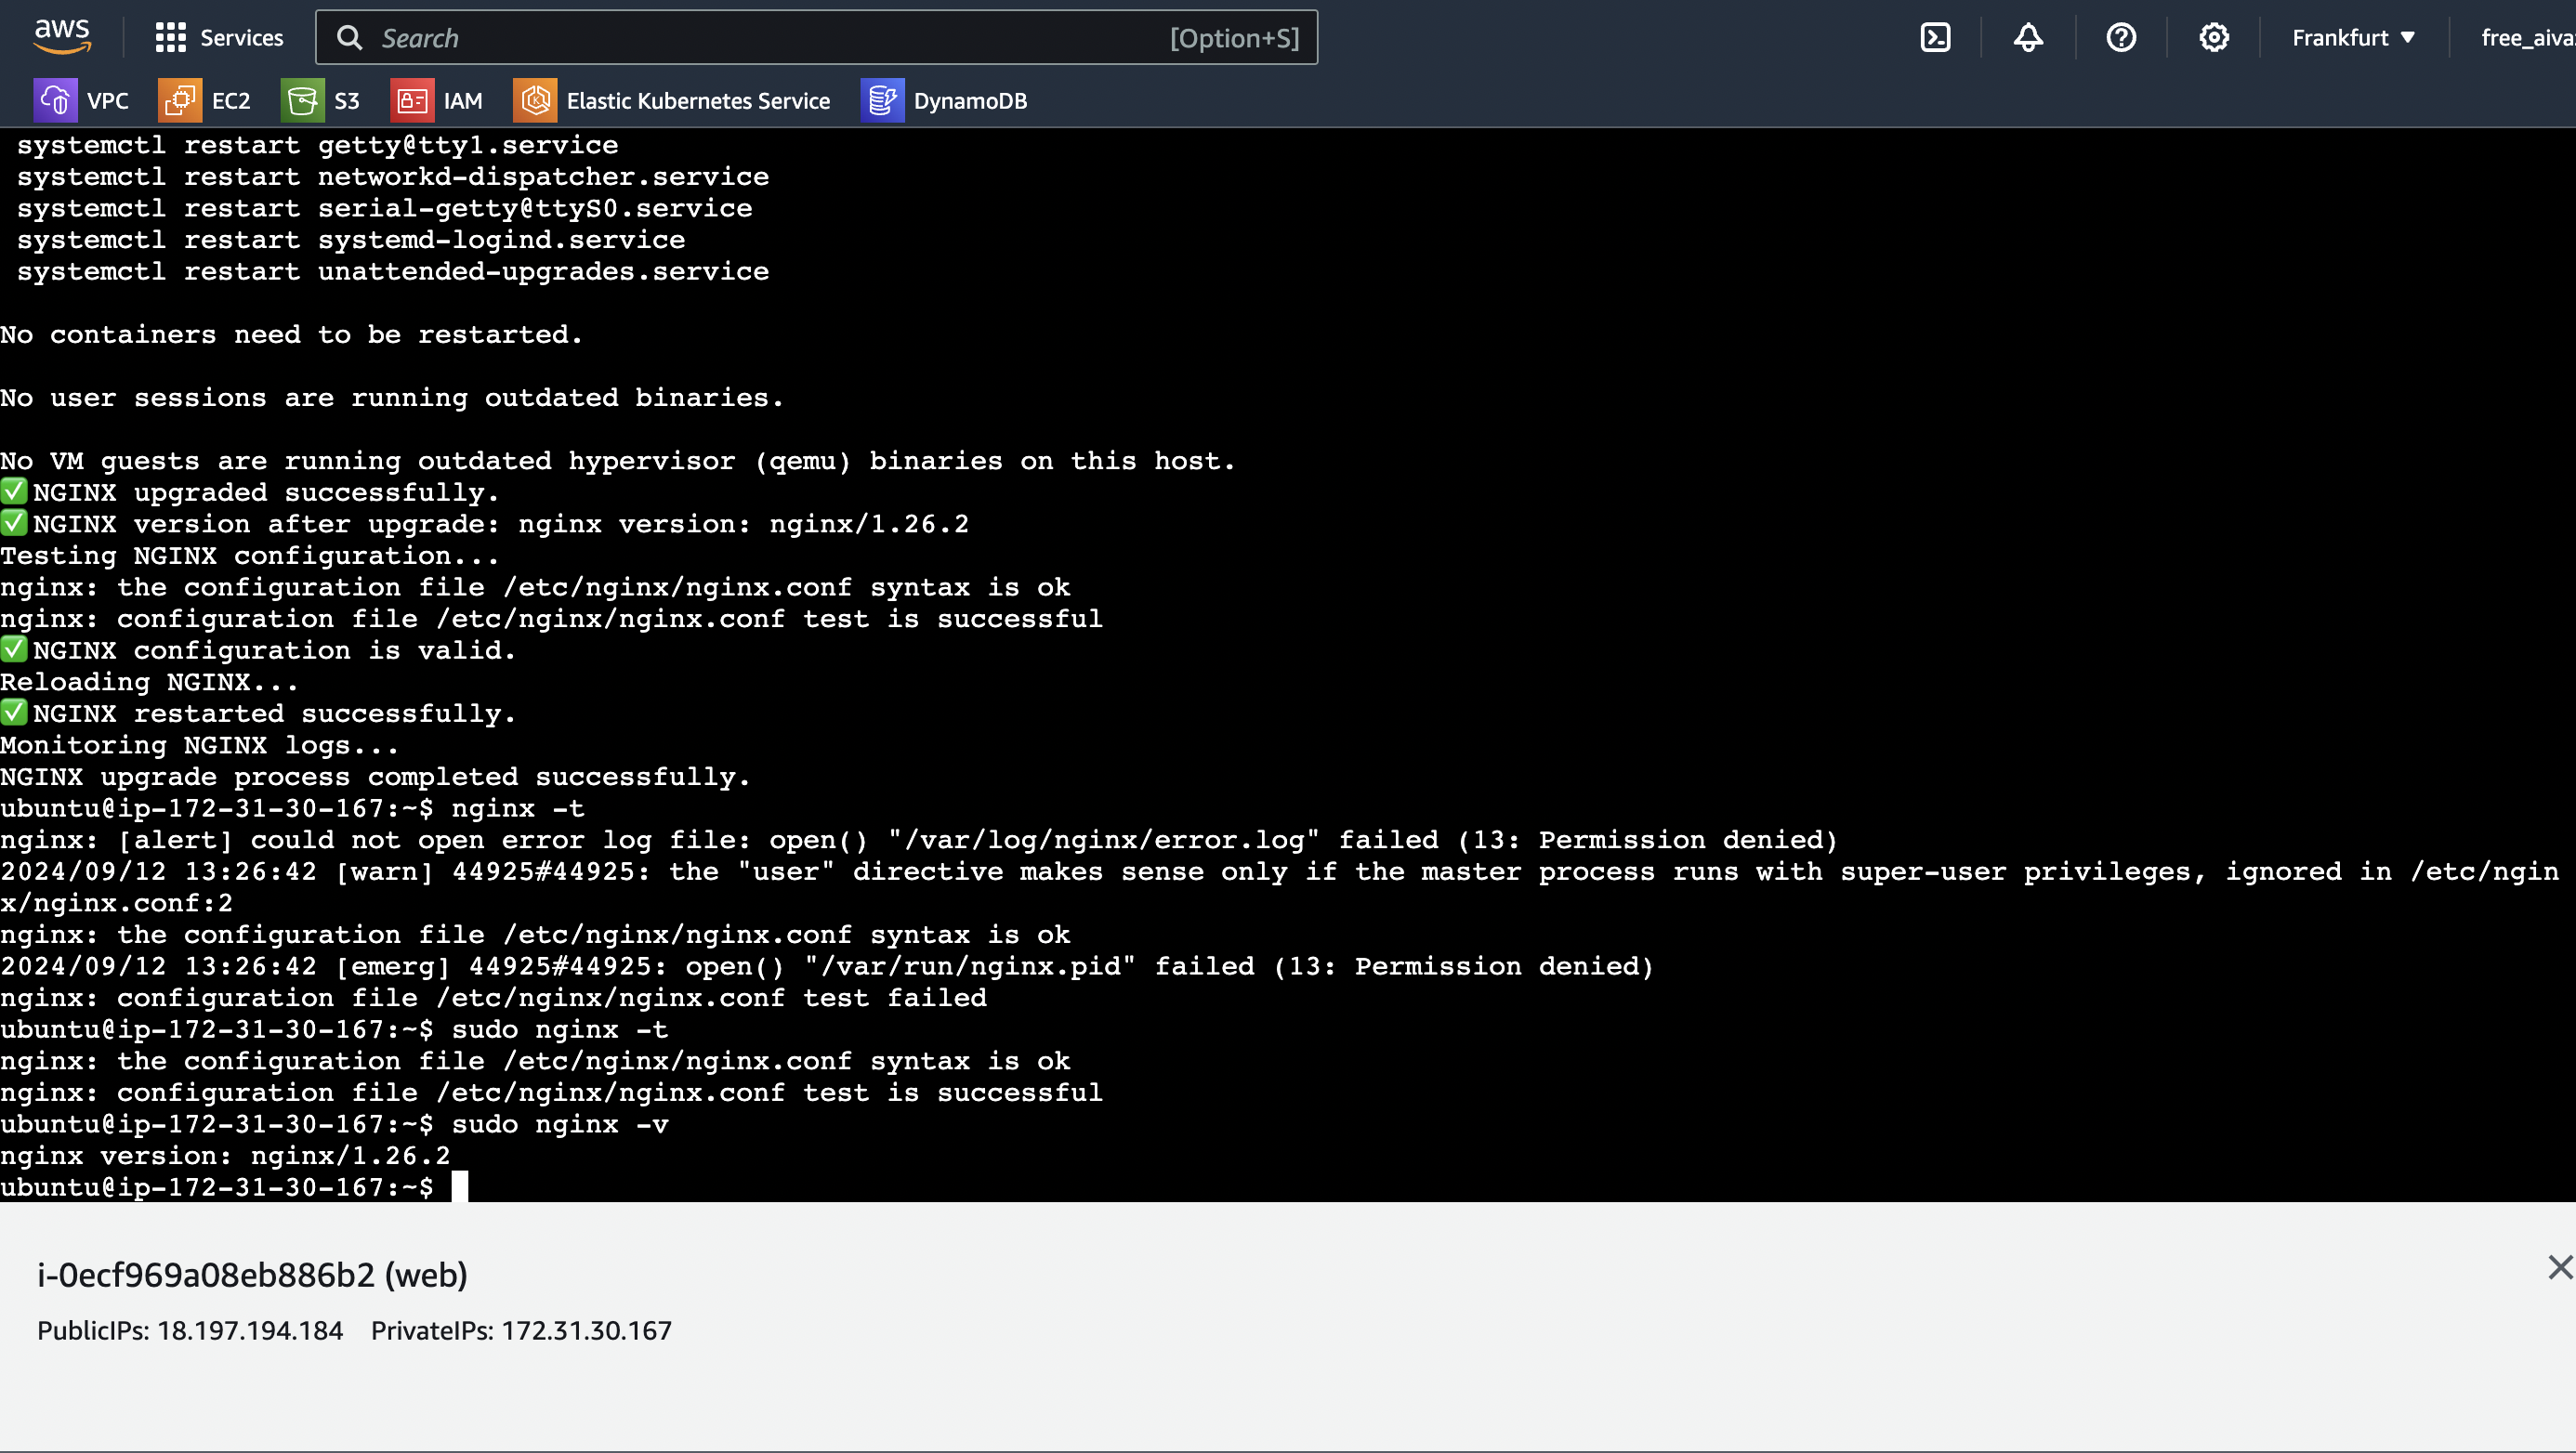 aws
Services
Search
[Option+S]
Frankfurt
free_aiva
VPC
EC2
S3
IAM
Elastic Kubernetes Service
DynamoDB
systemctl restart getty@tty1.service
systemctl restart networkd-dispatcher.service
systemctl restart serial-getty@ttyS0.service
systemctl restart systemd-logind.service
systemctl restart unattended-upgrades.service
No containers need to be restarted.
No user sessions are running outdated binaries.
No VM guests are running outdated hypervisor (qemu) binaries on this host.
✅NGINX upgraded successfully.
✅NGINX version after upgrade: nginx version: nginx/1.26.2
Testing NGINX configuration...
nginx: the configuration file /etc/nginx/nginx.conf syntax is ok
nginx: configuration file /etc/nginx/nginx.conf test is successful
✅NGINX configuration is valid.
Reloading NGINX...
✅NGINX restarted successfully.
Monitoring NGINX logs...
NGINX upgrade process completed successfully.
ubuntu@ip-172-31-30-167:~$ nginx -t
nginx: [alert] could not open error log file: open() "/var/log/nginx/error.log" failed (13: Permission denied)
2024/09/12 13:26:42 [warn] 44925#44925: the "user" directive makes sense only if the master process runs with super-user privileges, ignored in /etc/ngin
x/nginx.conf:2
nginx: the configuration file /etc/nginx/nginx.conf syntax is ok
2024/09/12 13:26:42 [emerg] 44925#44925: open() "/var/run/nginx.pid" failed (13: Permission denied)
nginx: configuration file /etc/nginx/nginx.conf test failed
ubuntu@ip-172-31-30-167:~$ sudo nginx -t
nginx: the configuration file /etc/nginx/nginx.conf syntax is ok
nginx: configuration file /etc/nginx/nginx.conf test is successful
ubuntu@ip-172-31-30-167:~$ sudo nginx -v
nginx version: nginx/1.26.2
ubuntu@ip-172-31-30-167:~$
i-0ecf969a08eb886b2 (web)
PublicIPs: 18.197.194.184 PrivateIPs: 172.31.30.167